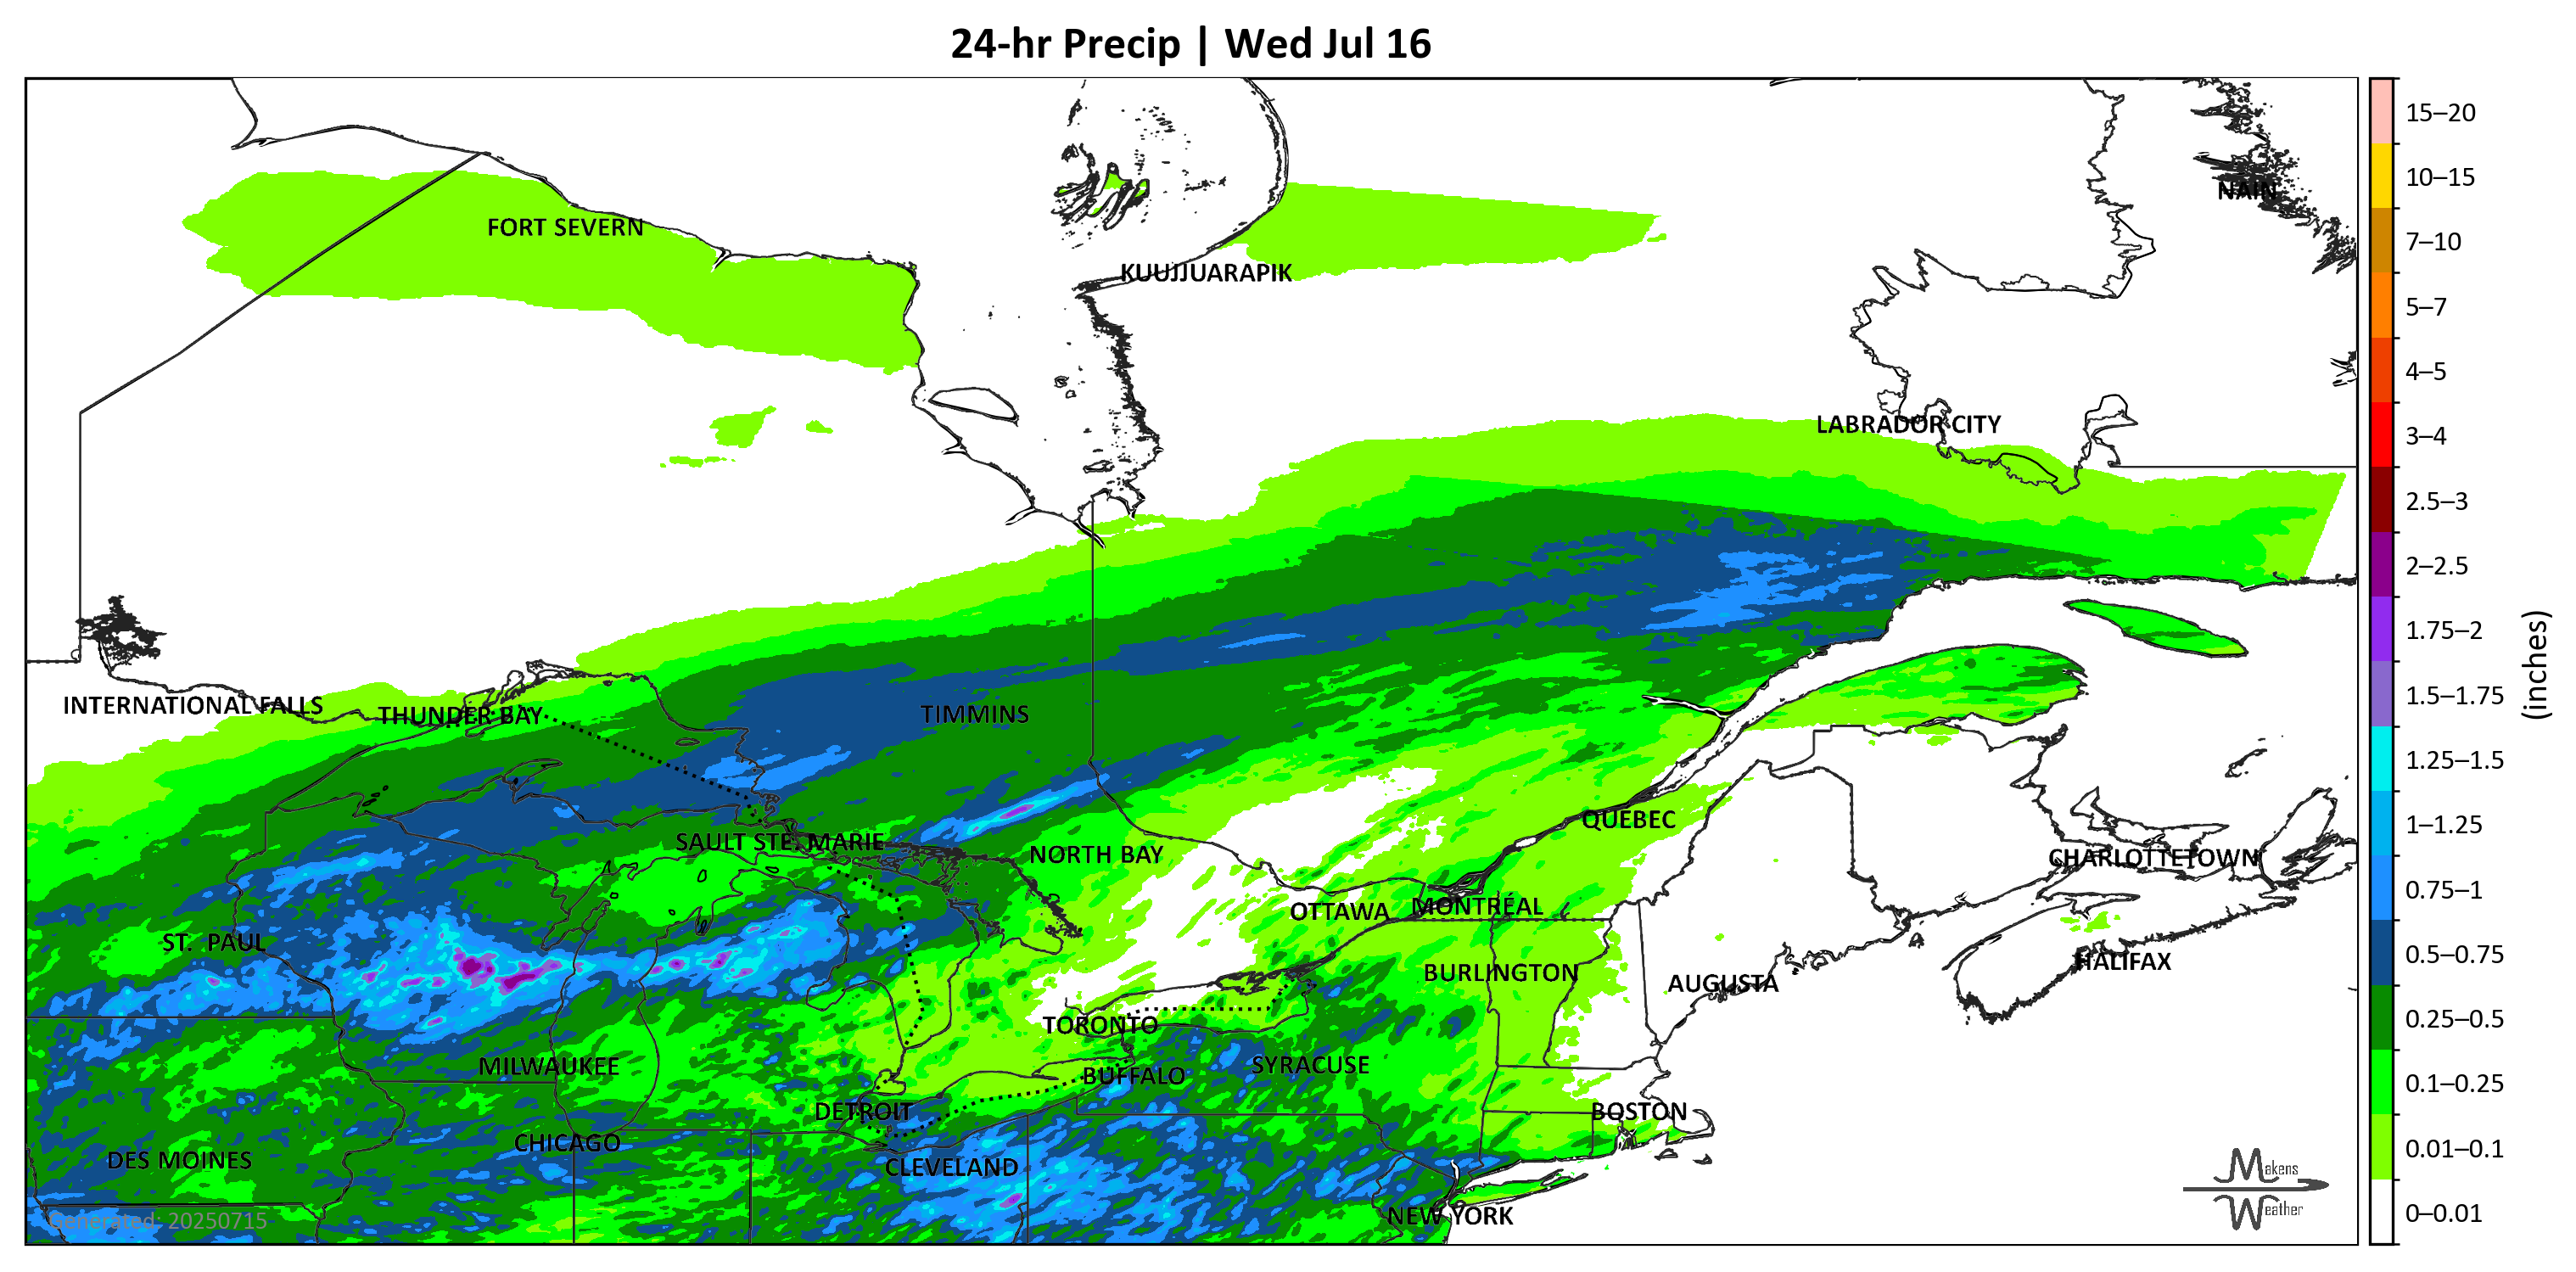 24-hr Precip | Wed Jul 16
15–20
NAIN
10–15
FORT SEVERN
7–10
KUUJJUARAPIK
5–7
4–5
LABRADOR CITY
3–4
2.5–3
2–2.5
1.75–2
(inches)
INTERNATIONAL FALLS
THUNDER BAY
TIMMINS
1.5–1.75
1.25–1.5
QUEBEC
1–1.25
SAULT STE. MARIE
NORTH BAY
CHARLOTTETOWN
0.75–1
OTTAWA
MONTRÉAL
ST. PAUL
BURLINGTON
AUGUSTA
HALIFAX
0.5–0.75
TORONTO
0.25–0.5
MILWAUKEE
BUFFALO
SYRACUSE
0.1–0.25
DETROIT
BOSTON
CHICAGO
DES MOINES
CLEVELAND
0.01–0.1
Makens
Weather
NEW YORK
Generated: 20250715
0–0.01